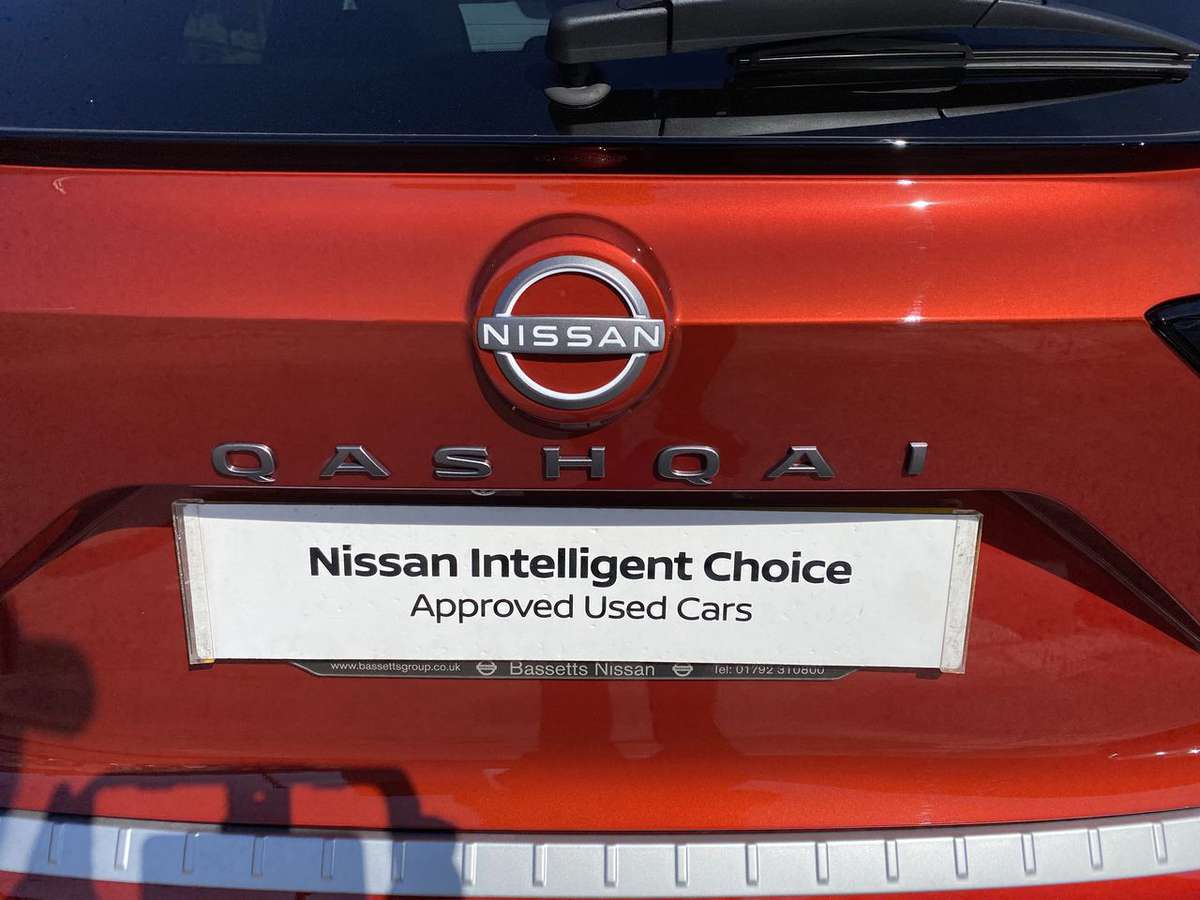 NISSAN
QASHQAI
Nissan Intelligent Choice
Approved Used Cars
www.bassettsgroup.co.uk Bassetts Nissan Tel: 01792 310800